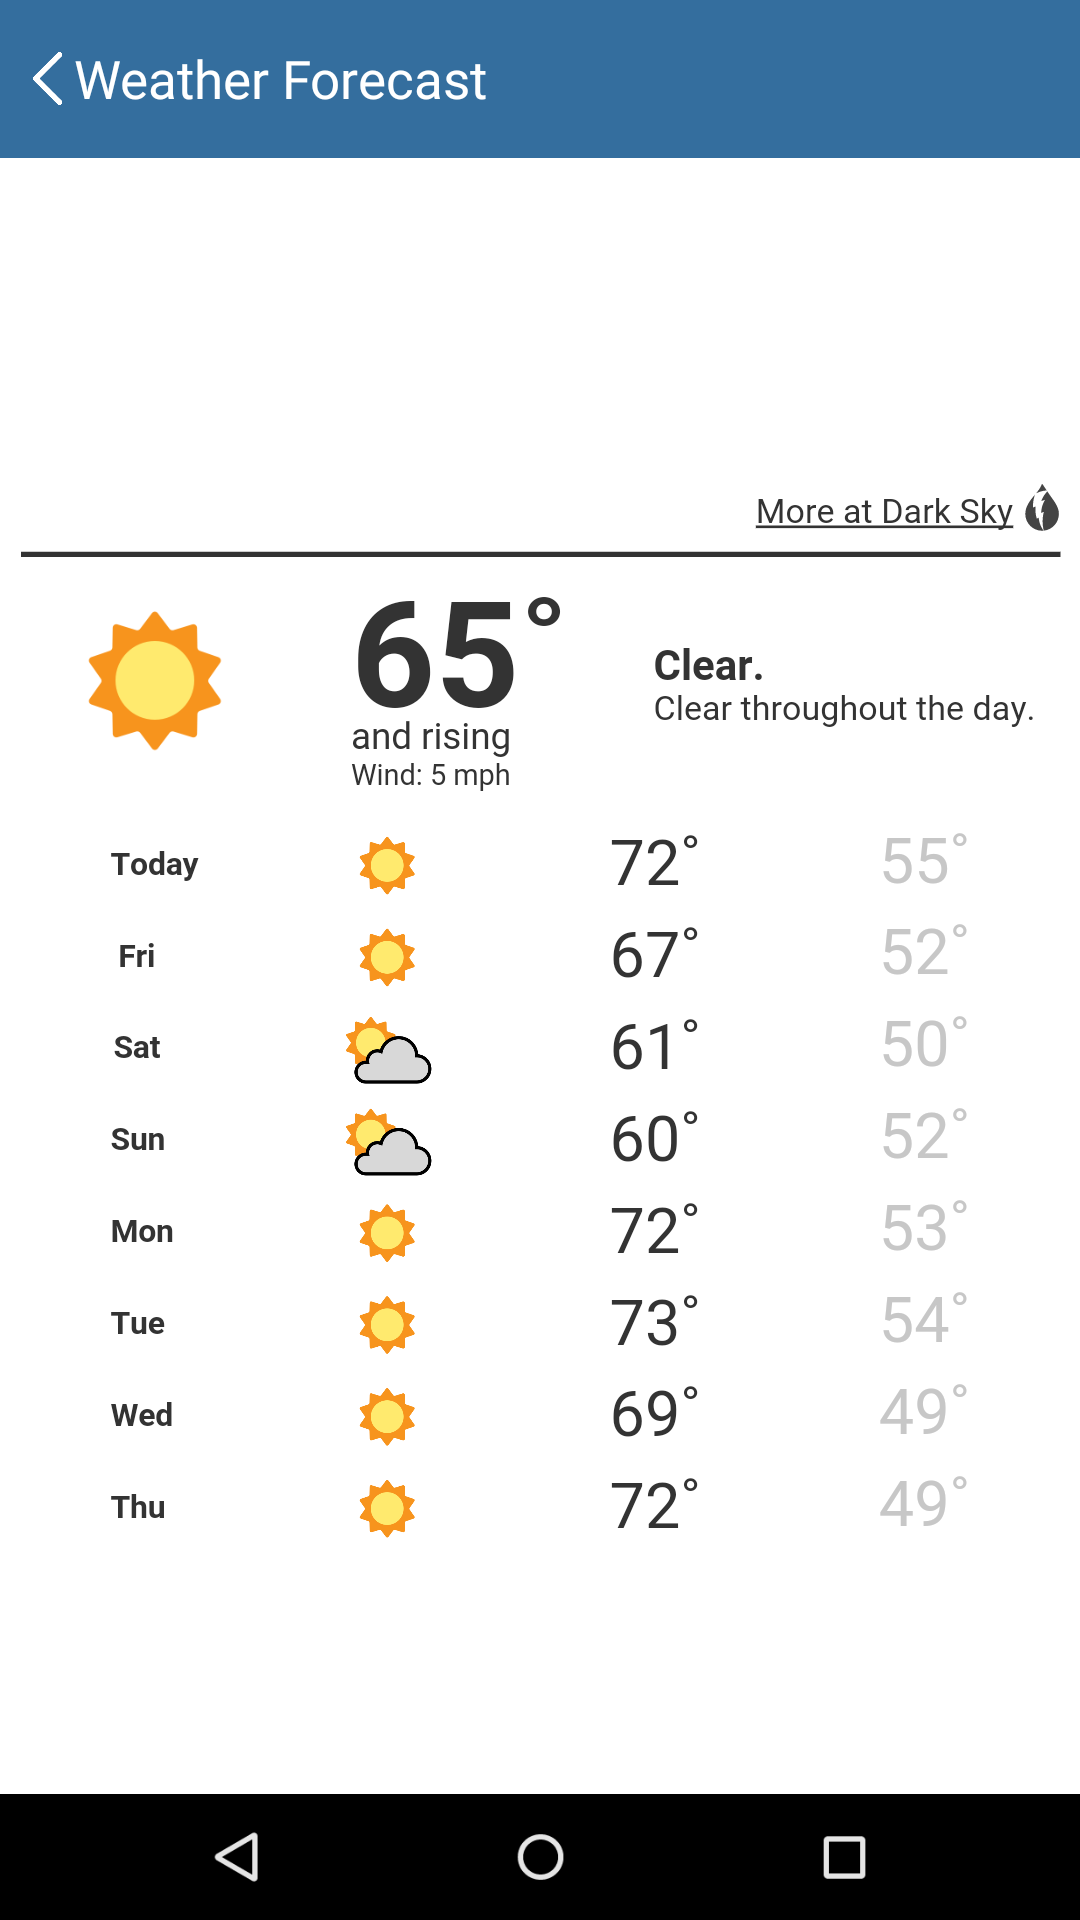 Weather Forecast
More at Dark Sky
65°
and rising
Wind: 5 mph
Clear.
Clear throughout the day.
Today 72° 55°
Fri 67° 52°
Sat 61° 50°
Sun 60° 52°
Mon 72° 53°
Tue 73° 54°
Wed 69° 49°
Thu 72° 49°